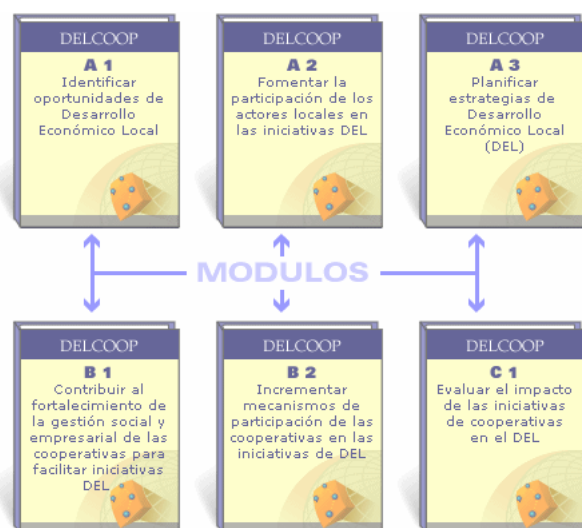 DELCOOP
A 1
Identificar
oportunidades de
Desarrollo
Económico Local
DELCOOP
A 2
Fomentar la
participación de los
actores locales en
las iniciativas DEL
DELCOOP
A 3
Planificar
estrategias de
Desarrollo
Económico Local
(DEL)
MODULOS
DELCOOP
B 1
Contribuir al
fortalecimiento de
la gestión social y
empresarial de las
cooperativas para
facilitar iniciativas
DEL
DELCOOP
B 2
Incrementar
mecanismos de
participación de las
cooperativas en las
iniciativas de DEL
DELCOOP
C 1
Evaluar el impacto
de las iniciativas
de cooperativas
en el DEL